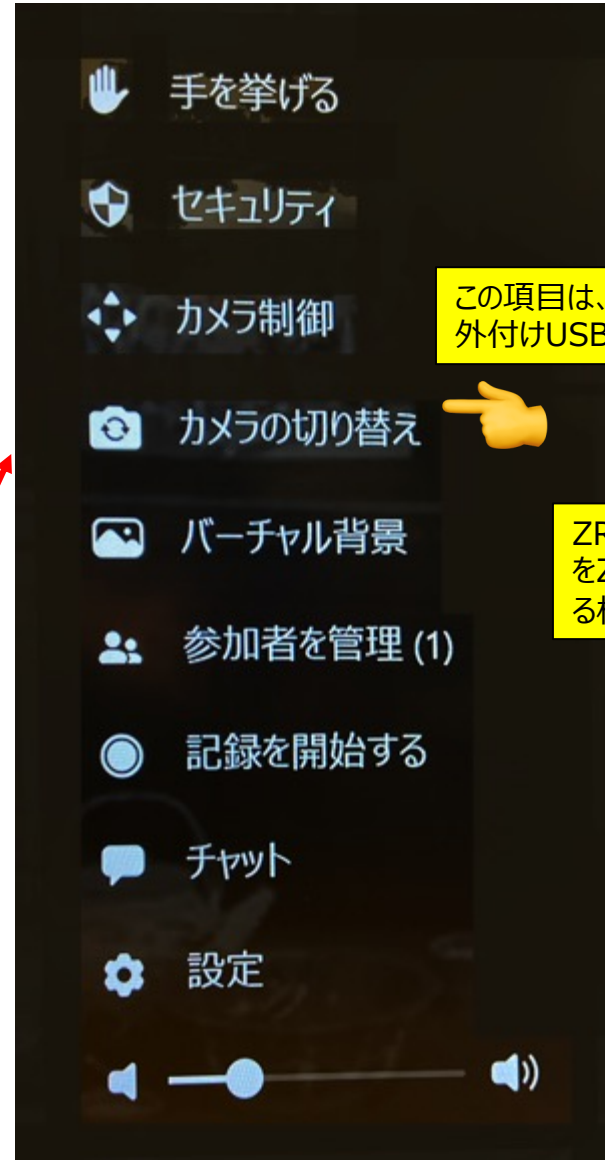 手を挙げる
セキュリティ
カメラ制御
この項目は、
外付けUSB
カメラの切り替え
バーチャル背景
ZR
をZ
る
参加者を管理 (1)
記録を開始する
チャット
設定